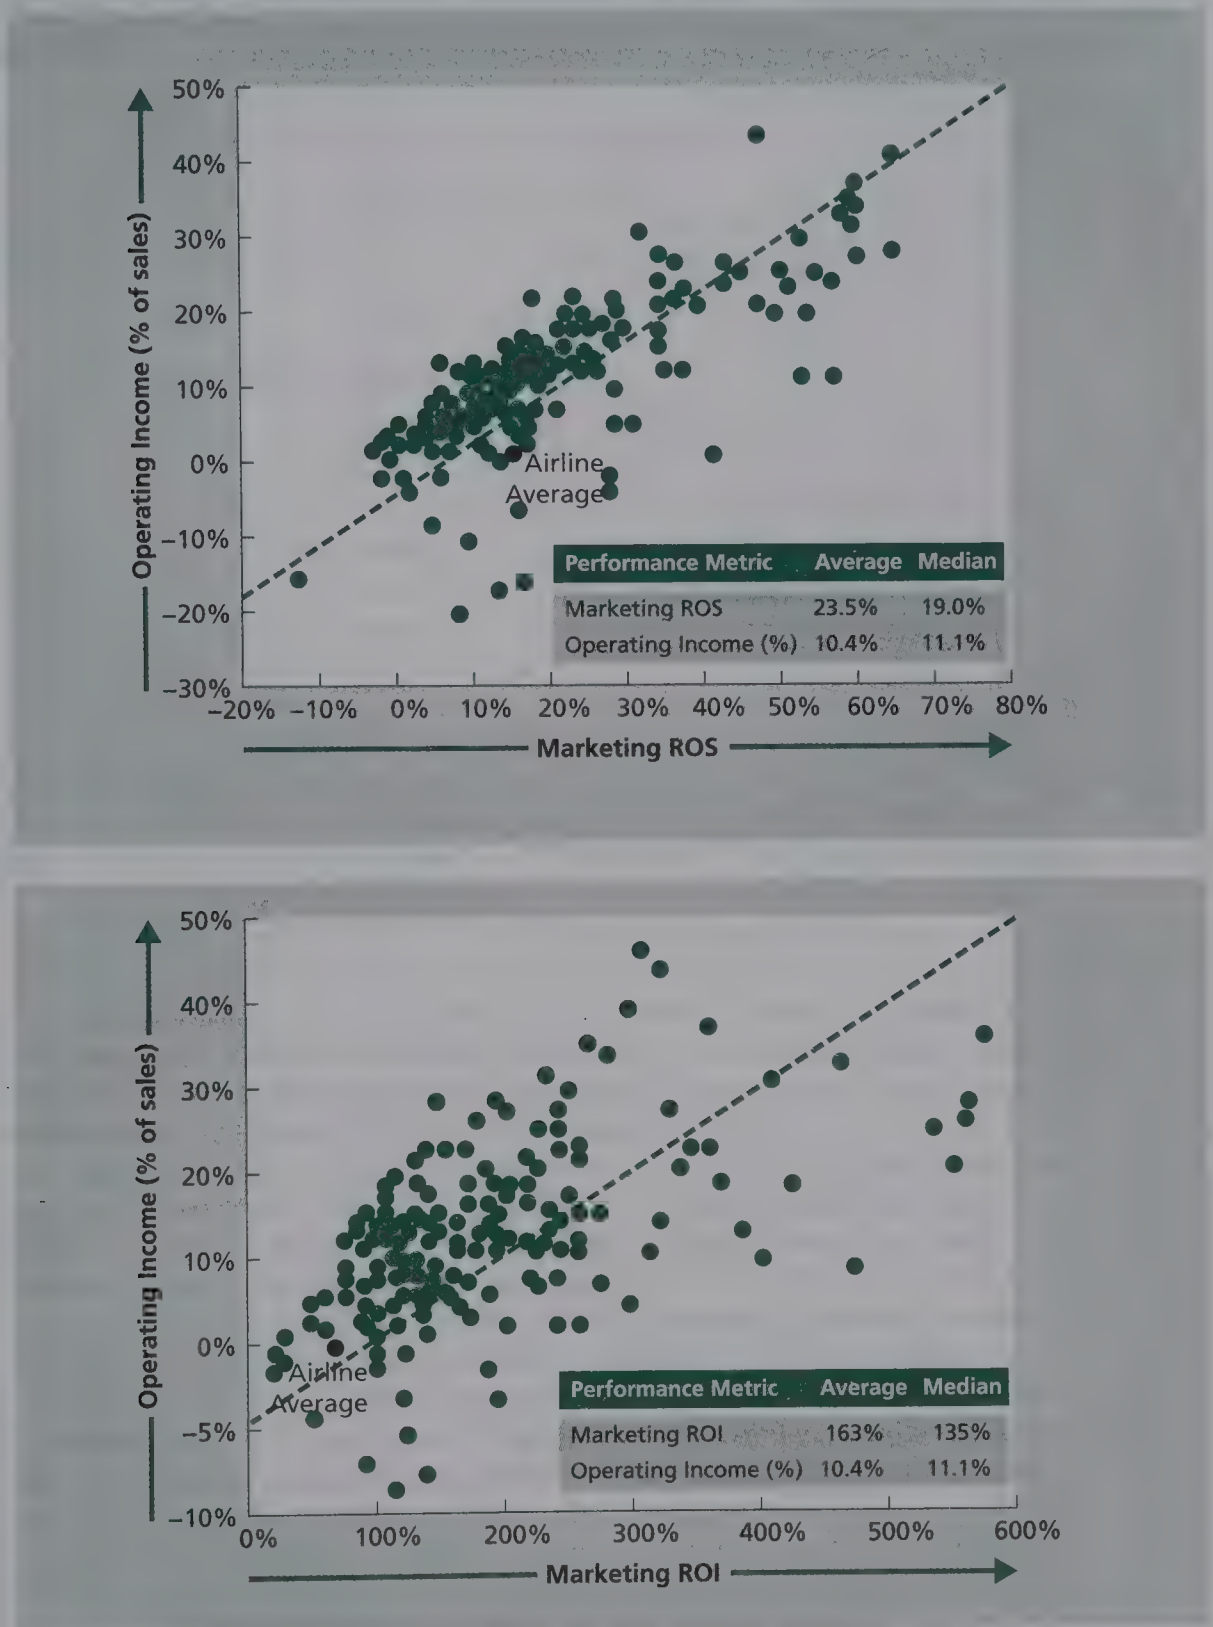 50%
40%
30%
20%
10%
0%
−10%
−20%
−30%
Operating Income (% of sales)
Airline
Average
Performance Metric Average Median
Marketing ROS 23.5% 19.0%
Operating Income (%) 10.4% 11.1%
−20% −10% 0% 10% 20% 30% 40% 50% 60% 70% 80%
Marketing ROS
50%
40%
30%
20%
10%
0%
−5%
−10%
Operating Income (% of sales)
Airline
Average
Performance Metric Average Median
Marketing ROI 163% 135%
Operating Income (%) 10.4% 11.1%
0% 100% 200% 300% 400% 500% 600%
Marketing ROI